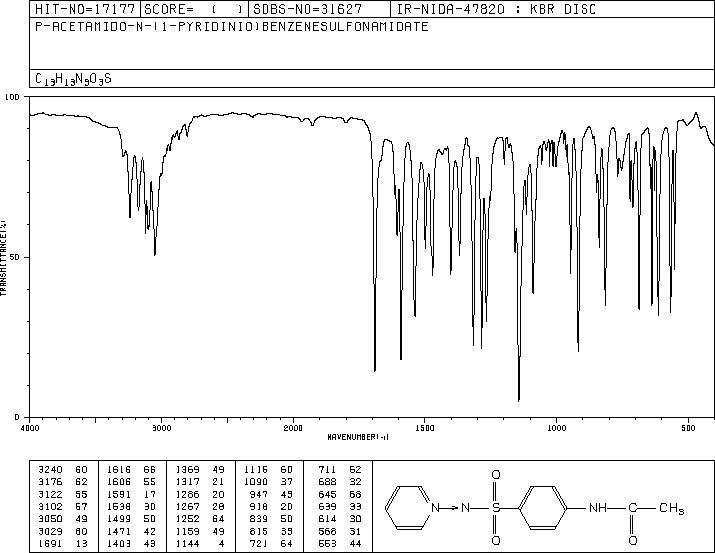 HIT-NO=17177 SCORE= ( ) SDBS-NO=31627 IR-NIDA-47820 : KBR DISC
P-ACETAMIDO-N-(1-PYRIDINIO)BENZENESULFONAMIDATE
C13H13N3O3S
100
50
0
TRANSMITTANCE(%)
4000 3000 2000 1500 1000 500
WAVENUMBER(-1)
3240 60 1616 66 1369 49 1116 60 711 62
3176 62 1606 55 1317 21 1090 37 688 32
3122 55 1591 17 1286 20 947 43 645 68
3102 57 1538 30 1267 28 918 20 639 33
3050 49 1499 50 1252 64 839 50 614 30
3029 80 1471 42 1159 49 815 35 568 31
1691 13 1403 43 1144 4 721 64 553 44
O
N N S NH C CH3
O O